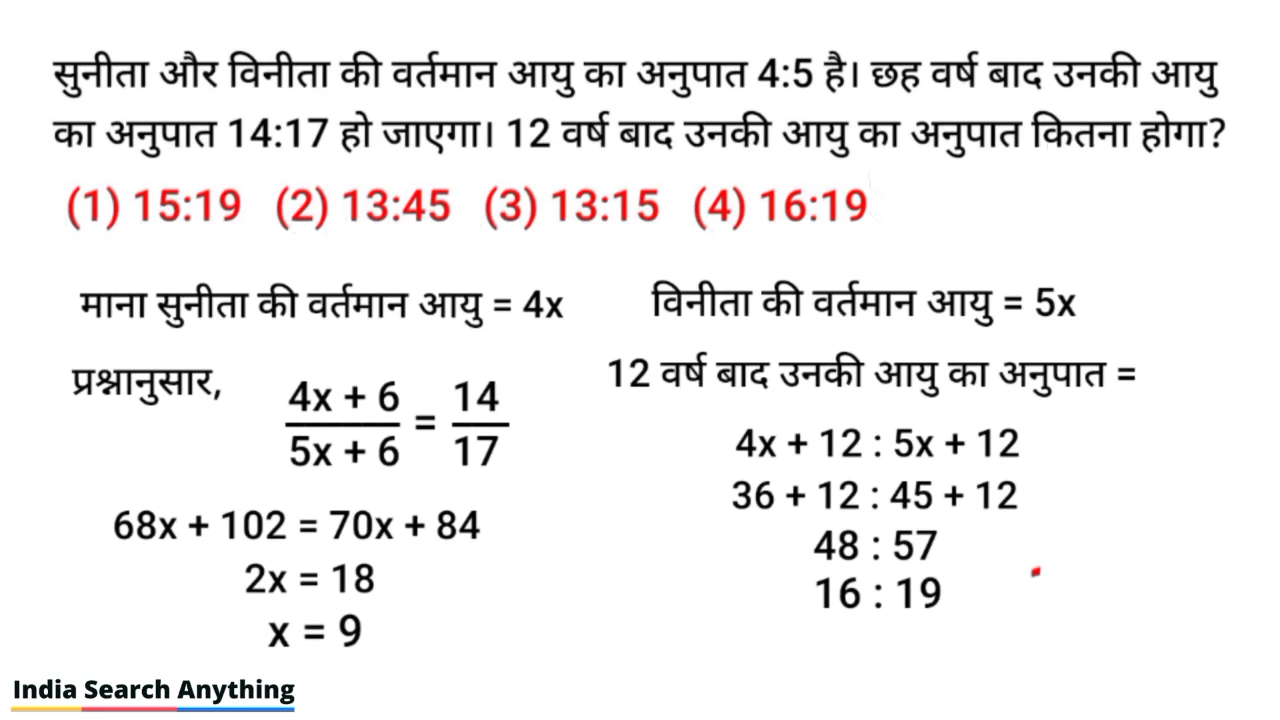 सुनीता और विनीता की वर्तमान आयु का अनुपात 4:5 है। छह वर्ष बाद उनकी आयु
का अनुपात 14:17 हो जाएगा। 12 वर्ष बाद उनकी आयु का अनुपात कितना होगा?
(1) 15:19 (2) 13:45 (3) 13:15 (4) 16:19
माना सुनीता की वर्तमान आयु = 4x
प्रश्नानुसार,
4x + 6 / 5x + 6 = 14 / 17
68x + 102 = 70x + 84
2x = 18
x = 9
विनीता की वर्तमान आयु = 5x
12 वर्ष बाद उनकी आयु का अनुपात =
4x + 12 : 5x + 12
36 + 12 : 45 + 12
48 : 57
16 : 19
India Search Anything